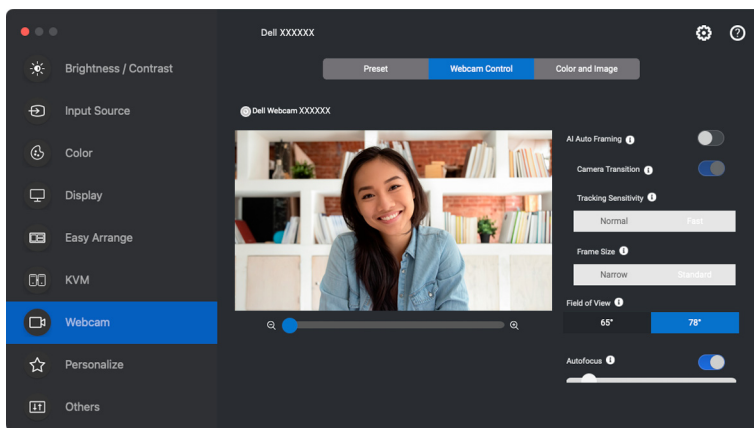 Dell XXXXXX
Brightness / Contrast
Input Source
Color
Display
Easy Arrange
KVM
Webcam
Personalize
Others
Preset
Webcam Control
Color and Image
Dell Webcam XXXXXX
AI Auto Framing
Camera Transition
Tracking Sensitivity
Normal Fast
Frame Size
Narrow Standard
Field of View
65° 78°
Autofocus